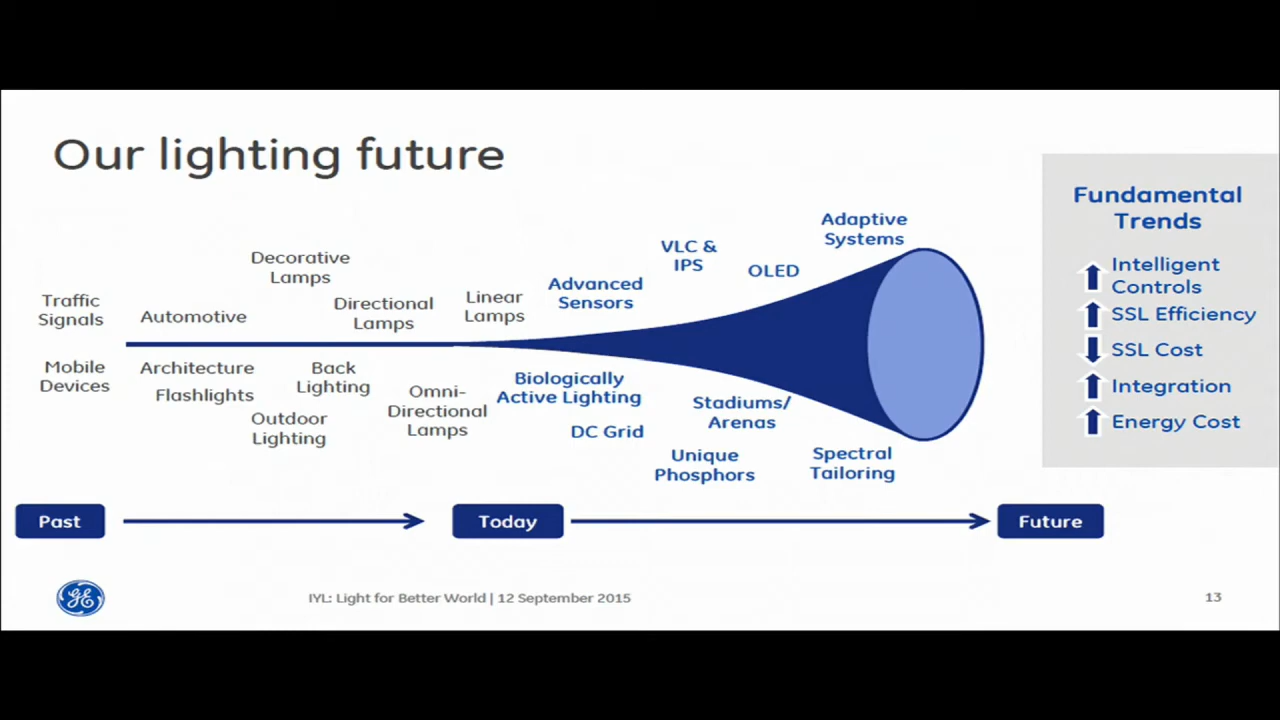 Our lighting future
Traffic
Signals
Automotive
Decorative
Lamps
Directional
Lamps
Linear
Lamps
Advanced
Sensors
VLC &
IPS
OLED
Adaptive
Systems
Mobile
Devices
Architecture
Flashlights
Back
Lighting
Outdoor
Lighting
Omni-
Directional
Lamps
Biologically
Active Lighting
DC Grid
Stadiums/
Arenas
Unique
Phosphors
Spectral
Tailoring
Fundamental
Trends
Intelligent
Controls
SSL Efficiency
SSL Cost
Integration
Energy Cost
Past
Today
Future
GE
IYL: Light for Better World | 12 September 2015
13